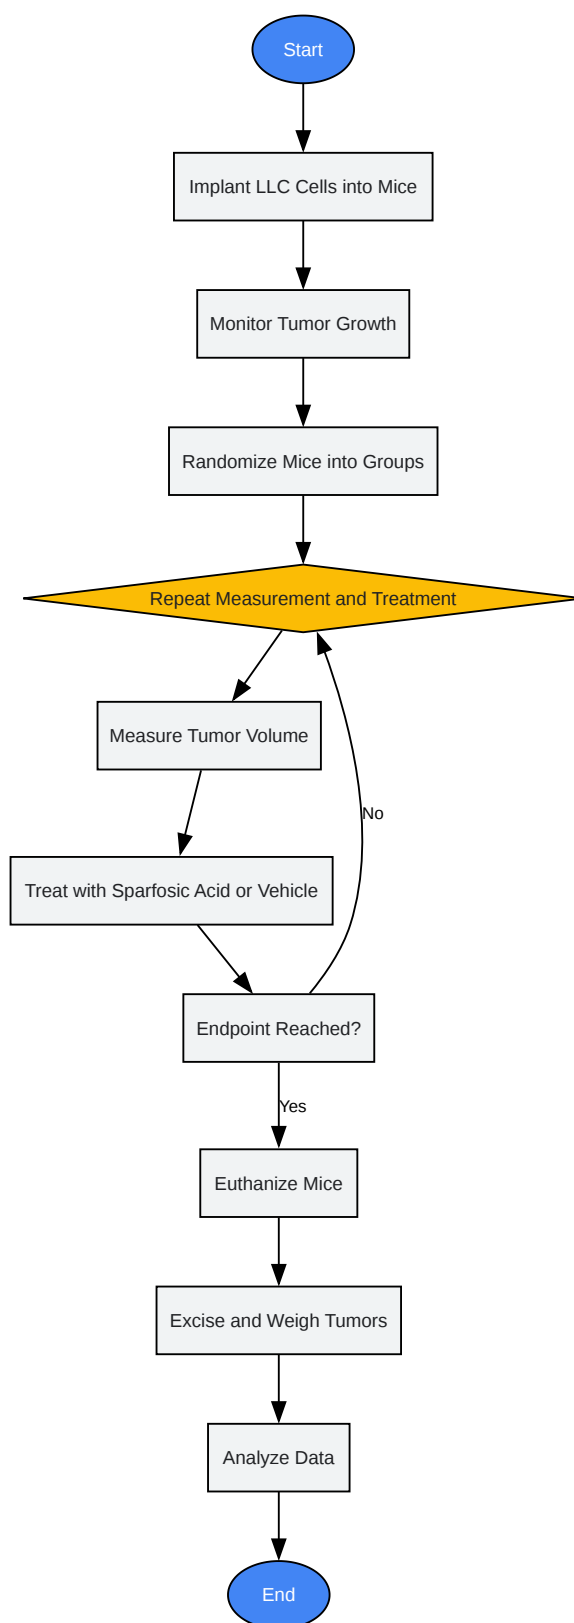 Start
Implant LLC Cells into Mice
Monitor Tumor Growth
Randomize Mice into Groups
Repeat Measurement and Treatment
Measure Tumor Volume
No
Treat with Sparfosic Acid or Vehicle
Endpoint Reached?
Yes
Euthanize Mice
Excise and Weigh Tumors
Analyze Data
End